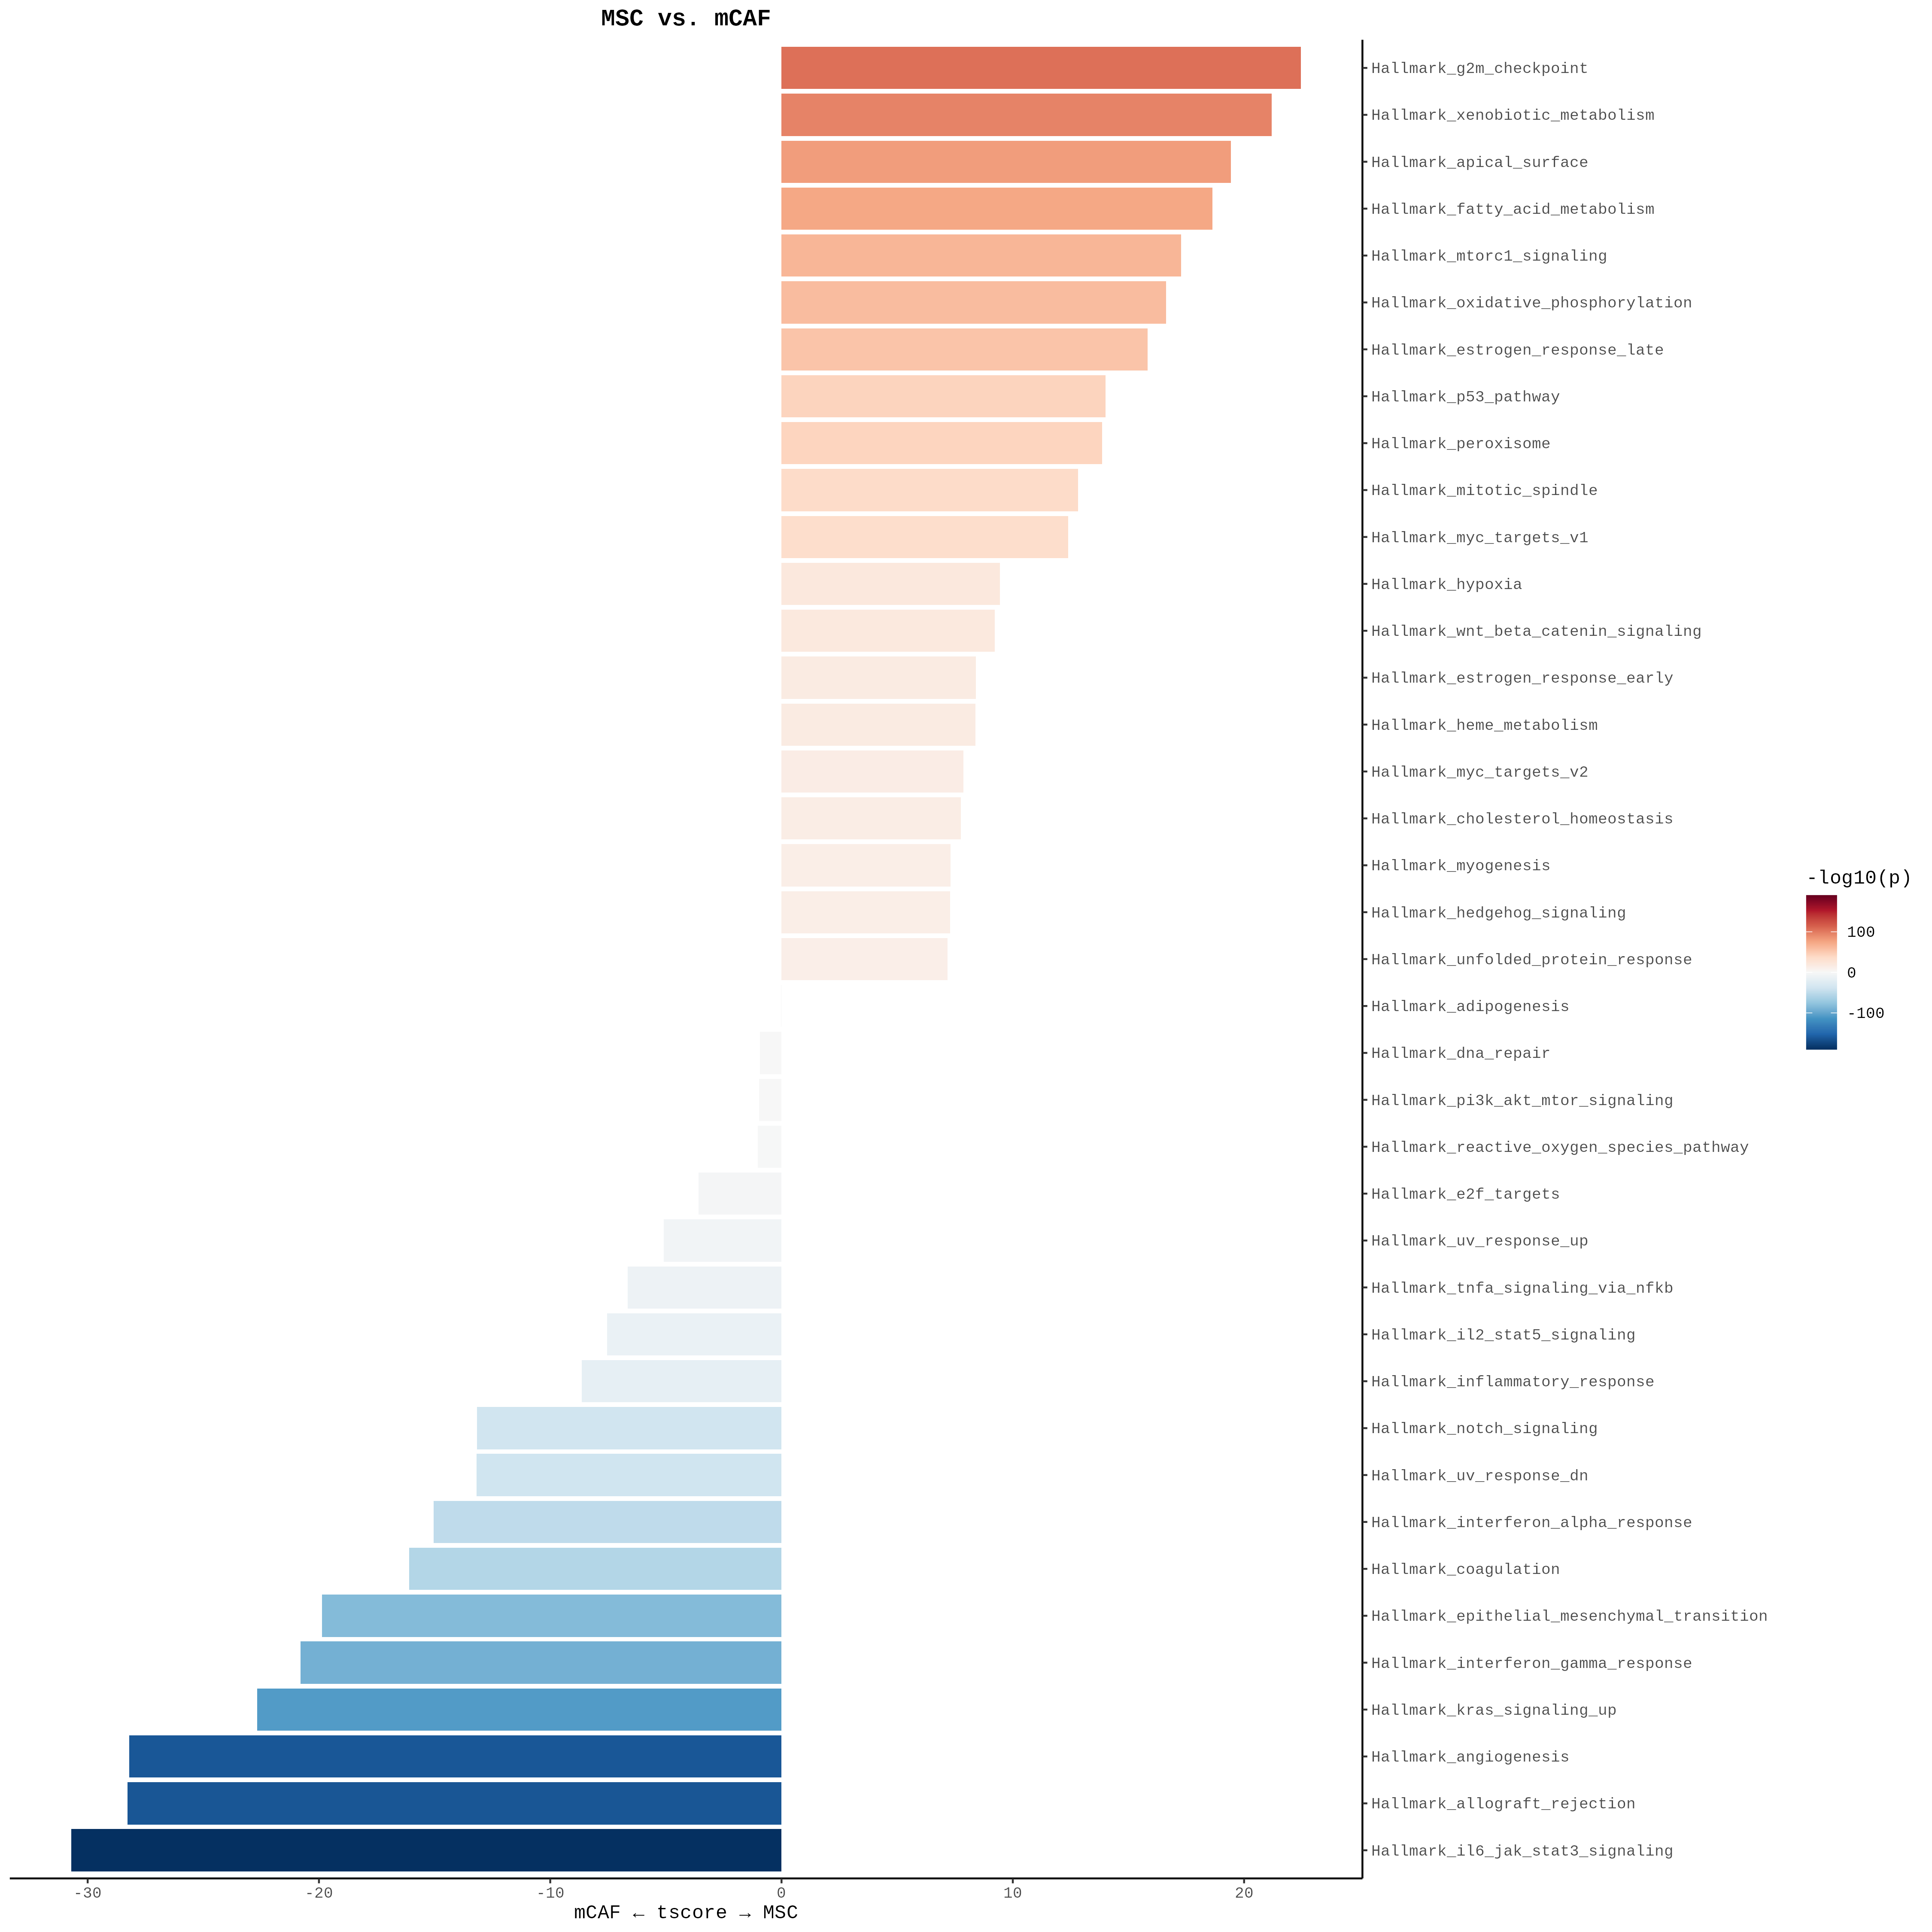 MSC vs. mCAF
Hallmark_g2m_checkpoint
Hallmark_xenobiotic_metabolism
Hallmark_apical_surface
Hallmark_fatty_acid_metabolism
Hallmark_mtorc1_signaling
Hallmark_oxidative_phosphorylation
Hallmark_estrogen_response_late
Hallmark_p53_pathway
Hallmark_peroxisome
Hallmark_mitotic_spindle
Hallmark_myc_targets_v1
Hallmark_hypoxia
Hallmark_wnt_beta_catenin_signaling
Hallmark_estrogen_response_early
Hallmark_heme_metabolism
Hallmark_myc_targets_v2
Hallmark_cholesterol_homeostasis
Hallmark_myogenesis
Hallmark_hedgehog_signaling
Hallmark_unfolded_protein_response
Hallmark_adipogenesis
Hallmark_dna_repair
Hallmark_pi3k_akt_mtor_signaling
Hallmark_reactive_oxygen_species_pathway
Hallmark_e2f_targets
Hallmark_uv_response_up
Hallmark_tnfa_signaling_via_nfkb
Hallmark_il2_stat5_signaling
Hallmark_inflammatory_response
Hallmark_notch_signaling
Hallmark_uv_response_dn
Hallmark_interferon_alpha_response
Hallmark_coagulation
Hallmark_epithelial_mesenchymal_transition
Hallmark_interferon_gamma_response
Hallmark_kras_signaling_up
Hallmark_angiogenesis
Hallmark_allograft_rejection
Hallmark_il6_jak_stat3_signaling
-30 -20 -10 0 10 20
mCAF ← tscore → MSC
-log10(p)
100
0
-100